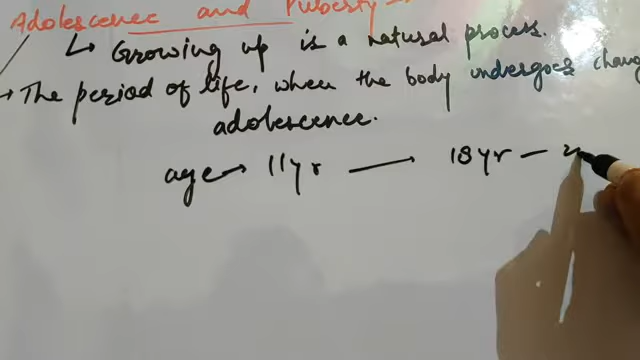 Adolescence and Puberty
↳ Growing up is a natural process.
→ The period of life, when the body undergoes chang
adolescence.
age → 11yr → 18yr –